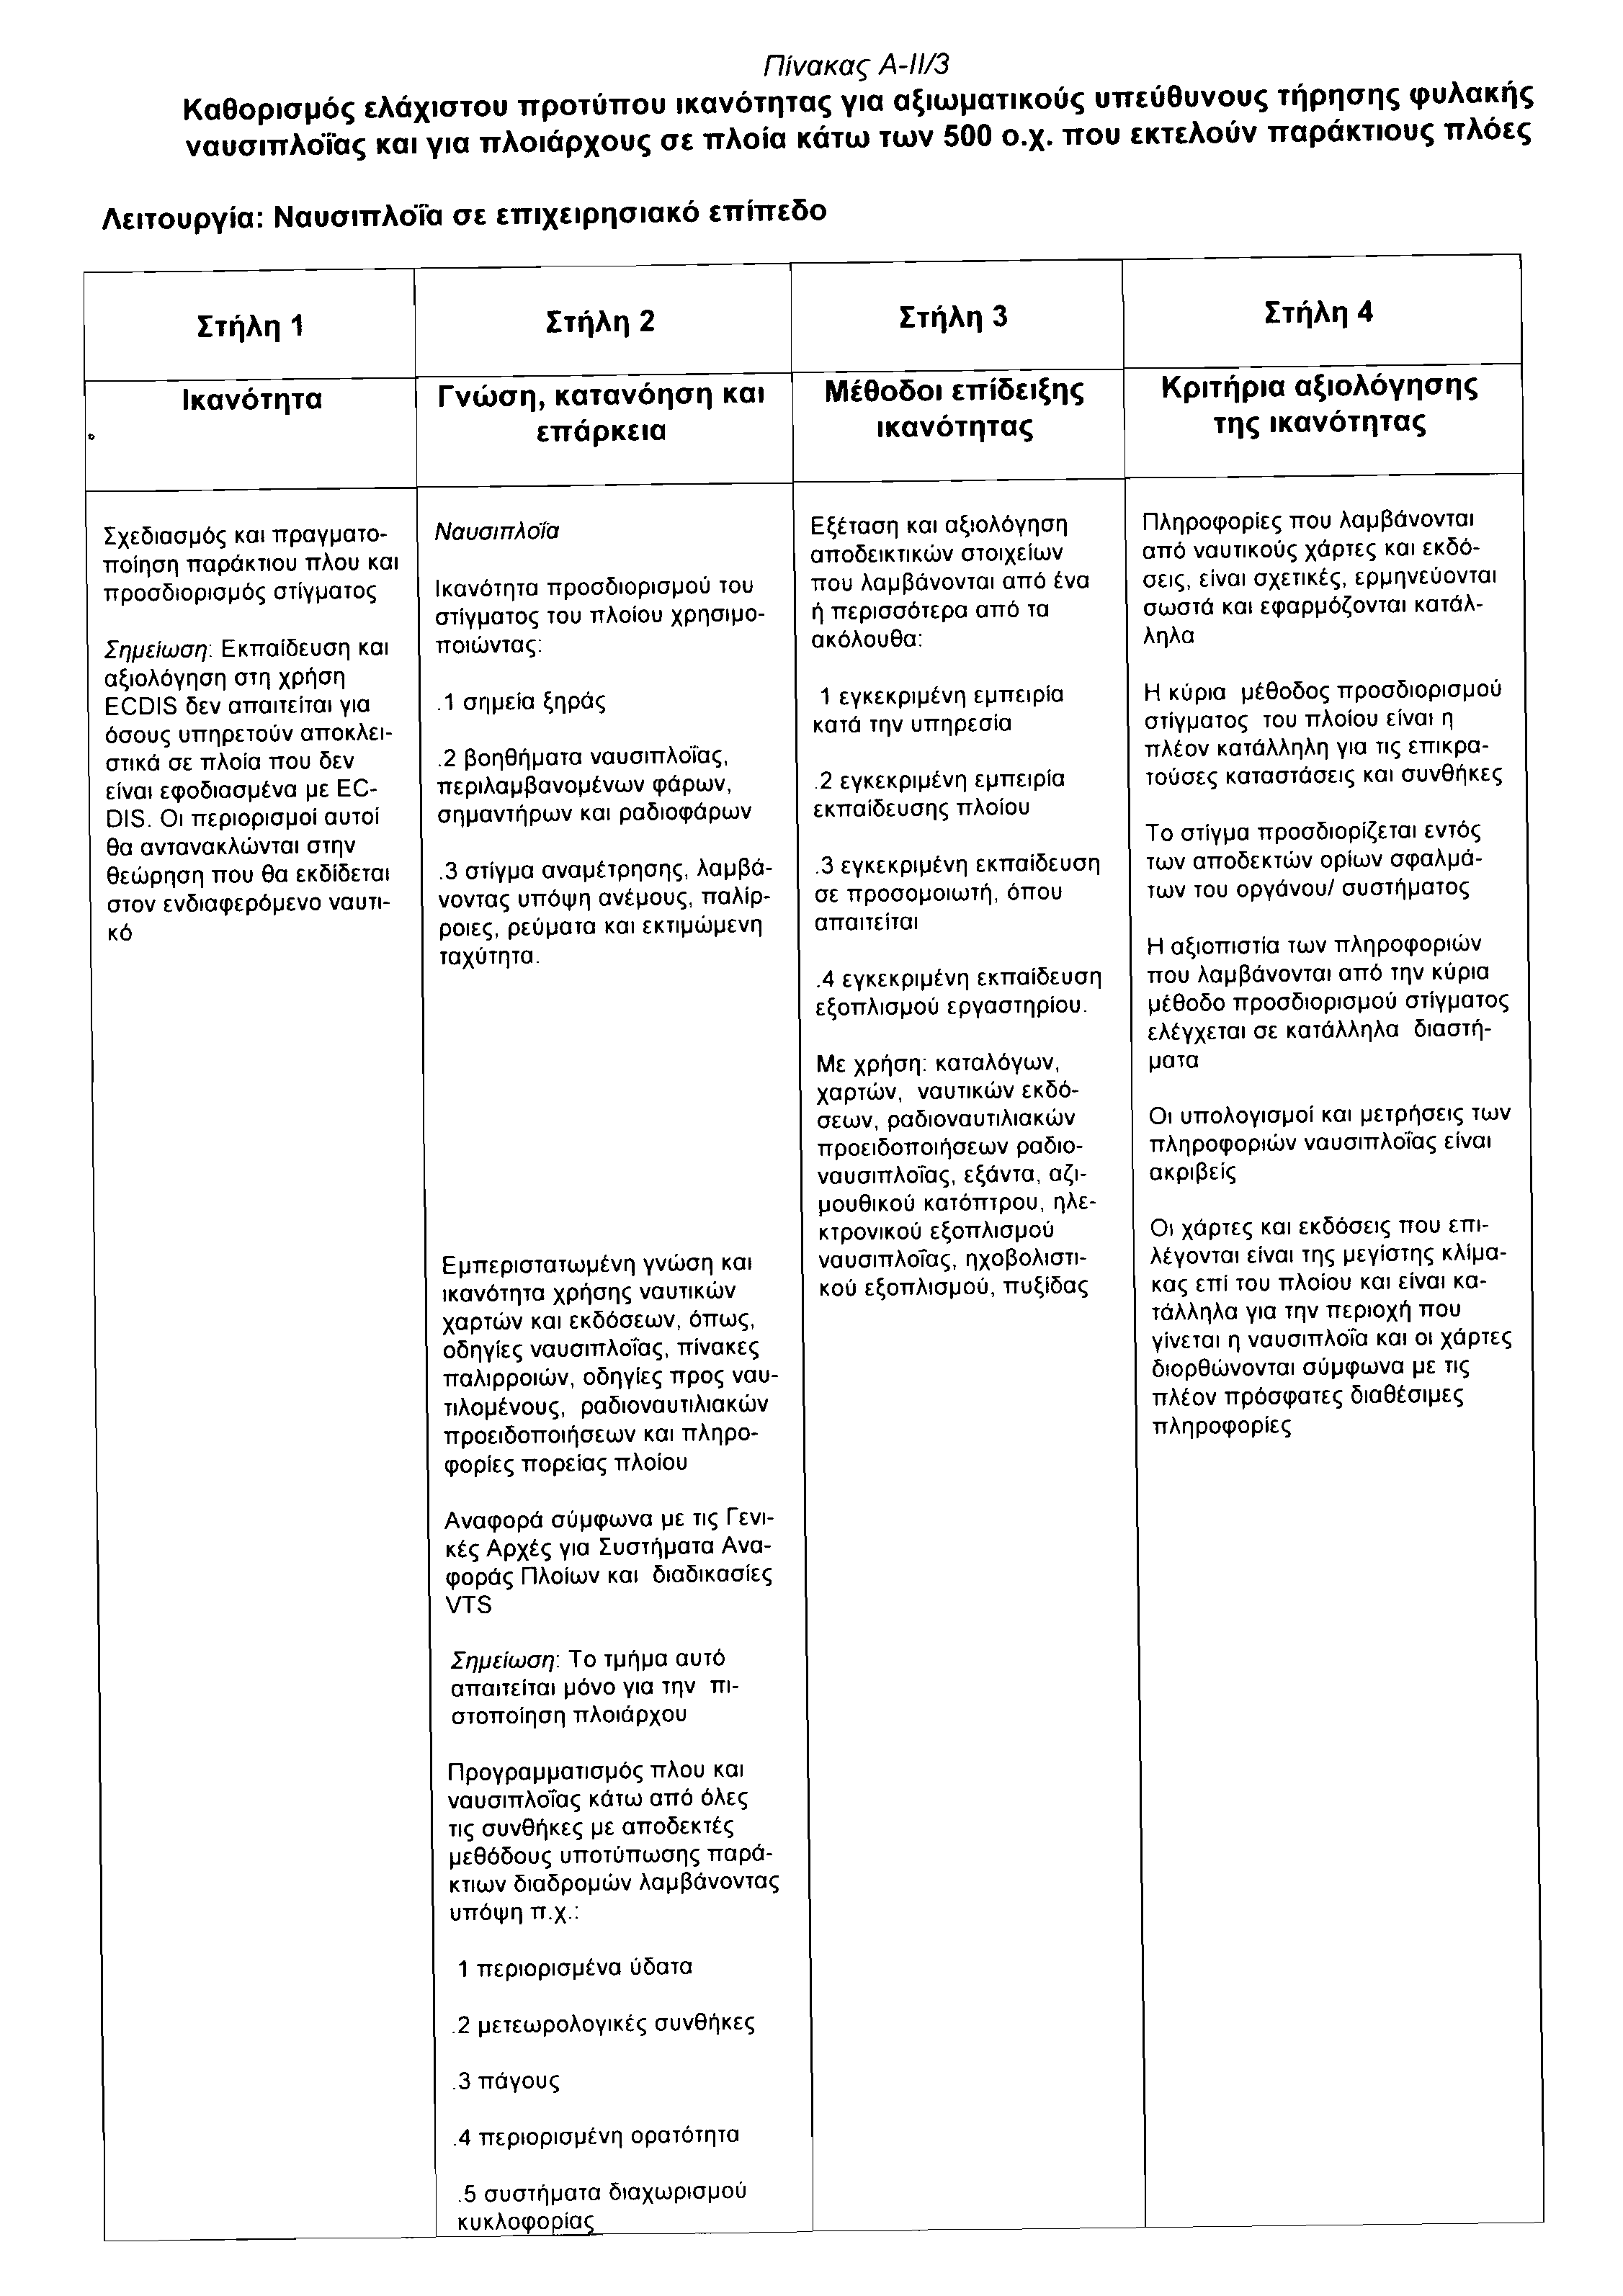 Πίνακας Α-ΙΙ/3
Καθορισμός ελάχιστου προτύπου ικανότητας για αξιωματικούς υπεύθυνους τήρησης φυλακής
ναυσιπλοΐας και για πλοιάρχους σε πλοία κάτω των 500 ο.χ. που εκτελούν παράκτιους πλόες
Λειτουργία: Ναυσιπλοΐα σε επιχειρησιακό επίπεδο
Στήλη 1
Στήλη 2
Στήλη 3
Στήλη 4
Ικανότητα
Γνώση, κατανόηση και
επάρκεια
Μέθοδοι επίδειξης
ικανότητας
Κριτήρια αξιολόγησης
της ικανότητας
Σχεδιασμός και πραγματο-
ποίηση παράκτιου πλου και
προσδιορισμός στίγματος
Σημείωση: Εκπαίδευση και
αξιολόγηση στη χρήση
ECDIS δεν απαιτείται για
όσους υπηρετούν αποκλει-
στικά σε πλοία που δεν
είναι εφοδιασμένα με EC-
DIS. Οι περιορισμοί αυτοί
θα αντανακλώνται στην
θεώρηση που θα εκδίδεται
στον ενδιαφερόμενο ναυτι-
κό
Ναυσιπλοΐα
Ικανότητα προσδιορισμού του
στίγματος του πλοίου χρησιμο-
ποιώντας:
.1 σημεία ξηράς
.2 βοηθήματα ναυσιπλοΐας,
περιλαμβανομένων φάρων,
σημαντήρων και ραδιοφάρων
.3 στίγμα αναμέτρησης, λαμβά-
νοντας υπόψη ανέμους, παλίρ-
ροιες, ρεύματα και εκτιμώμενη
ταχύτητα.
Εμπεριστατωμένη γνώση και
ικανότητα χρήσης ναυτικών
χαρτών και εκδόσεων, όπως,
οδηγίες ναυσιπλοΐας, πίνακες
παλιρροιών, οδηγίες προς ναυ-
τιλομένους, ραδιοναυτιλιακών
προειδοποιήσεων και πληρο-
φορίες πορείας πλοίου
Αναφορά σύμφωνα με τις Γενι-
κές Αρχές για Συστήματα Ανα-
φοράς Πλοίων και διαδικασίες
VTS
Σημείωση: Το τμήμα αυτό
απαιτείται μόνο για την πι-
στοποίηση πλοιάρχου
Προγραμματισμός πλου και
ναυσιπλοΐας κάτω από όλες
τις συνθήκες με αποδεκτές
μεθόδους υποτύπωσης παρά-
κτιων διαδρομών λαμβάνοντας
υπόψη π.χ.:
1 περιορισμένα ύδατα
.2 μετεωρολογικές συνθήκες
.3 πάγους
.4 περιορισμένη ορατότητα
.5 συστήματα διαχωρισμού
κυκλοφορίας
Εξέταση και αξιολόγηση
αποδεικτικών στοιχείων
που λαμβάνονται από ένα
ή περισσότερα από τα
ακόλουθα:
1 εγκεκριμένη εμπειρία
κατά την υπηρεσία
.2 εγκεκριμένη εμπειρία
εκπαίδευσης πλοίου
.3 εγκεκριμένη εκπαίδευση
σε προσομοιωτή, όπου
απαιτείται
.4 εγκεκριμένη εκπαίδευση
εξοπλισμού εργαστηρίου.
Με χρήση: καταλόγων,
χαρτών, ναυτικών εκδό-
σεων, ραδιοναυτιλιακών
προειδοποιήσεων ραδιο-
ναυσιπλοΐας, εξάντα, αζι-
μουθικού κατόπτρου, ηλε-
κτρονικού εξοπλισμού
ναυσιπλοΐας, ηχοβολιστι-
κού εξοπλισμού, πυξίδας
Πληροφορίες που λαμβάνονται
από ναυτικούς χάρτες και εκδό-
σεις, είναι σχετικές, ερμηνεύονται
σωστά και εφαρμόζονται κατάλ-
ληλα
Η κύρια μέθοδος προσδιορισμού
στίγματος του πλοίου είναι η
πλέον κατάλληλη για τις επικρα-
τούσες καταστάσεις και συνθήκες
Το στίγμα προσδιορίζεται εντός
των αποδεκτών ορίων σφαλμά-
των του οργάνου/ συστήματος
Η αξιοπιστία των πληροφοριών
που λαμβάνονται από την κύρια
μέθοδο προσδιορισμού στίγματος
ελέγχεται σε κατάλληλα διαστή-
ματα
Οι υπολογισμοί και μετρήσεις των
πληροφοριών ναυσιπλοΐας είναι
ακριβείς
Οι χάρτες και εκδόσεις που επι-
λέγονται είναι της μεγίστης κλίμα-
κας επί του πλοίου και είναι κα-
τάλληλα για την περιοχή που
γίνεται η ναυσιπλοΐα και οι χάρτες
διορθώνονται σύμφωνα με τις
πλέον πρόσφατες διαθέσιμες
πληροφορίες